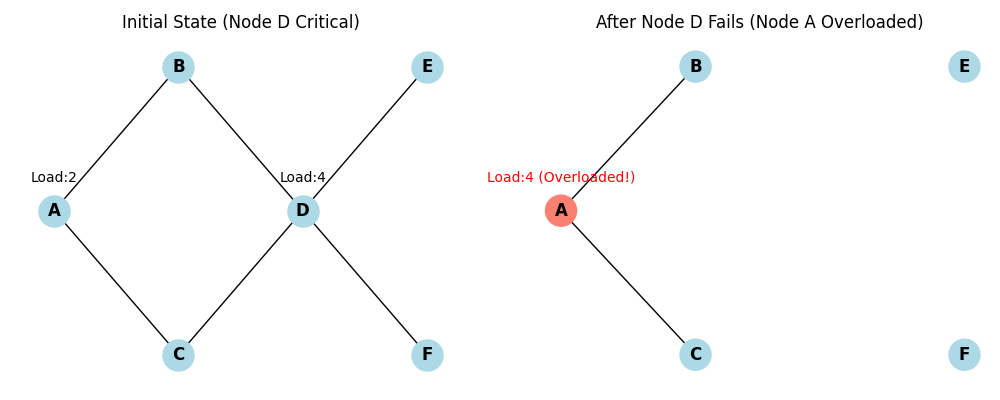 Initial State (Node D Critical)
B
E
Load:2
Load:4
A
D
C
F
After Node D Fails (Node A Overloaded)
B
E
Load:4 (Overloaded!)
A
C
F